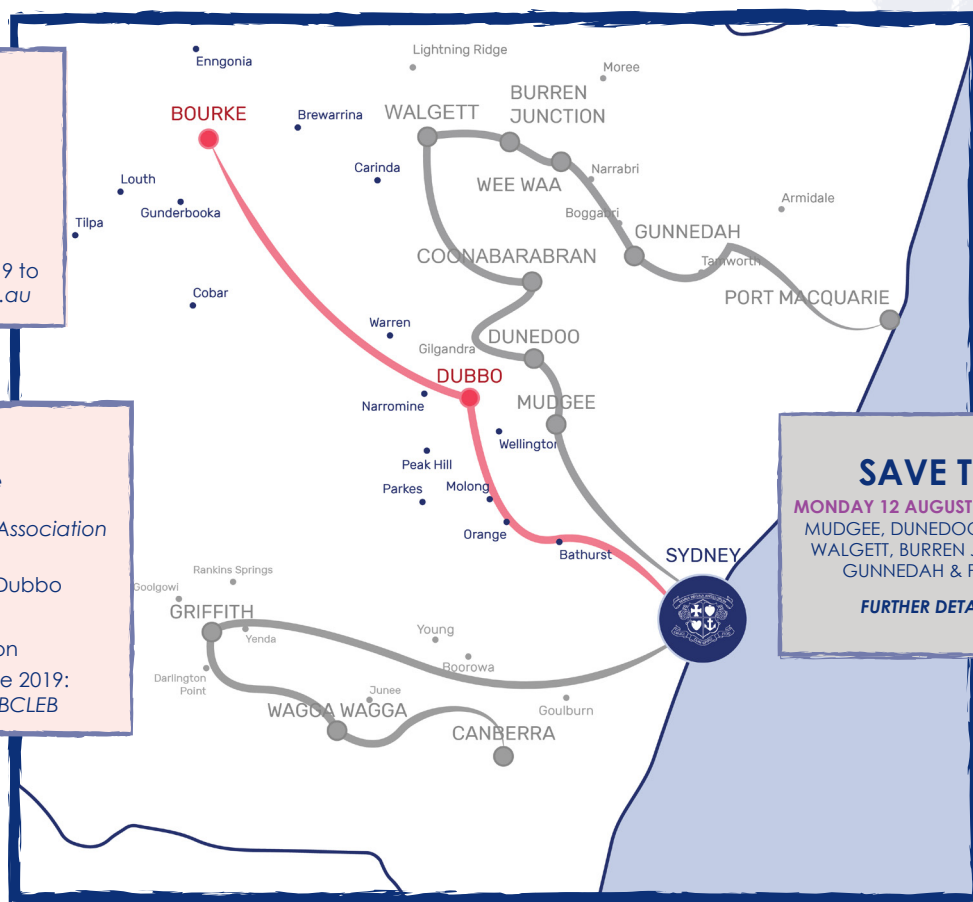 Lightning Ridge
Enngonia
Moree
BURREN
JUNCTION
BOURKE
Brewarrina
WALGETT
Carinda
WEE WAA
Narrabri
Louth
Gunderbooka
Tilpa
Boggabri
Armidale
GUNNEDAH
COONABARABRAN
Tamworth
9 to
.au
Cobar
PORT MACQUARIE
Warren
Gilgandra
DUNEDOO
DUBBO
Narromine
MUDGEE
Wellington
Peak Hill
Parkes
Molong
Orange
Bathurst
SYDNEY
SAVE T
MONDAY 12 AUGUST
MUDGEE, DUNEDOO
WALGETT, BURREN J
GUNNEDAH & P
FURTHER DETA
Association
Dubbo
on
e 2019:
BCLEB
Rankins Springs
Goolgowi
GRIFFITH
Yenda
Young
Boorowa
Darlington
Point
Junee
Goulburn
WAGGA WAGGA
CANBERRA